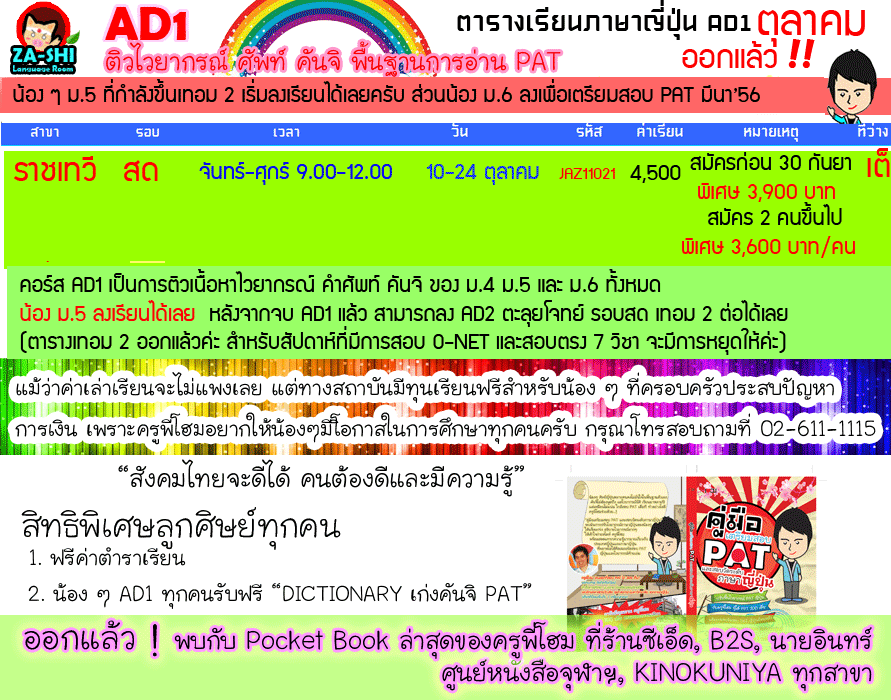 ZA-SHI
Language Room
AD1
ติวไวยากรณ์ ศัพท์ คันจิ พื้นฐานการอ่าน PAT
ตารางเรียนภาษาญี่ปุ่น AD1 ตุลาคม
ออกแล้ว !!
น้อง ๆ ม.5 ที่กำลังขึ้นเทอม 2 เริ่มลงเรียนได้เลยครับ ส่วนน้อง ม.6 ลงเพื่อเตรียมสอบ PAT มีนา'56
สาขา รอบ เวลา วัน รหัส ค่าเรียน หมายเหตุ ที่ว่าง
ราชเทวี สด จันทร์-ศุกร์ 9.00-12.00 10-24 ตุลาคม JAZ11021 4,500 สมัครก่อน 30 กันยา เต็
พิเศษ 3,900 บาท
สมัคร 2 คนขึ้นไป
พิเศษ 3,600 บาท/คน
คอร์ส AD1 เป็นการติวเนื้อหาไวยากรณ์ คำศัพท์ คันจิ ของ ม.4 ม.5 และ ม.6 ทั้งหมด
น้อง ม.5 ลงเรียนได้เลย หลังจากจบ AD1 แล้ว สามารถลง AD2 ตะลุยโจทย์ รอบสด เทอม 2 ต่อได้เลย
(ตารางเทอม 2 ออกแล้วค่ะ สำหรับสัปดาห์ที่มีการสอบ O-NET และสอบตรง 7 วิชา จะมีการหยุดให้ค่ะ)
แม้ว่าค่าเล่าเรียนจะไม่แพงเลย แต่ทางสถาบันมีทุนเรียนฟรีสำหรับน้อง ๆ ที่ครอบครัวประสบปัญหา
การเงิน เพราะครูพี่โฮมอยากให้น้องๆมีโอกาสในการศึกษาทุกคนครับ กรุณาโทรสอบถามที่ 02-611-1115
“สังคมไทยจะดีได้ คนต้องดีและมีความรู้”
สิทธิพิเศษลูกศิษย์ทุกคน
1. ฟรีค่าตำราเรียน
2. น้อง ๆ AD1 ทุกคนรับฟรี “DICTIONARY เก่งคันจิ PAT”
คู่มือ
เตรียมสอบ
PAT
ภาษาญี่ปุ่น
ออกแล้ว ! พบกับ Pocket Book ล่าสุดของครูพี่โฮม ที่ร้านซีเอ็ด, B2S, นายอินทร์
ศูนย์หนังสือจุฬาฯ, KINOKUNIYA ทุกสาขา